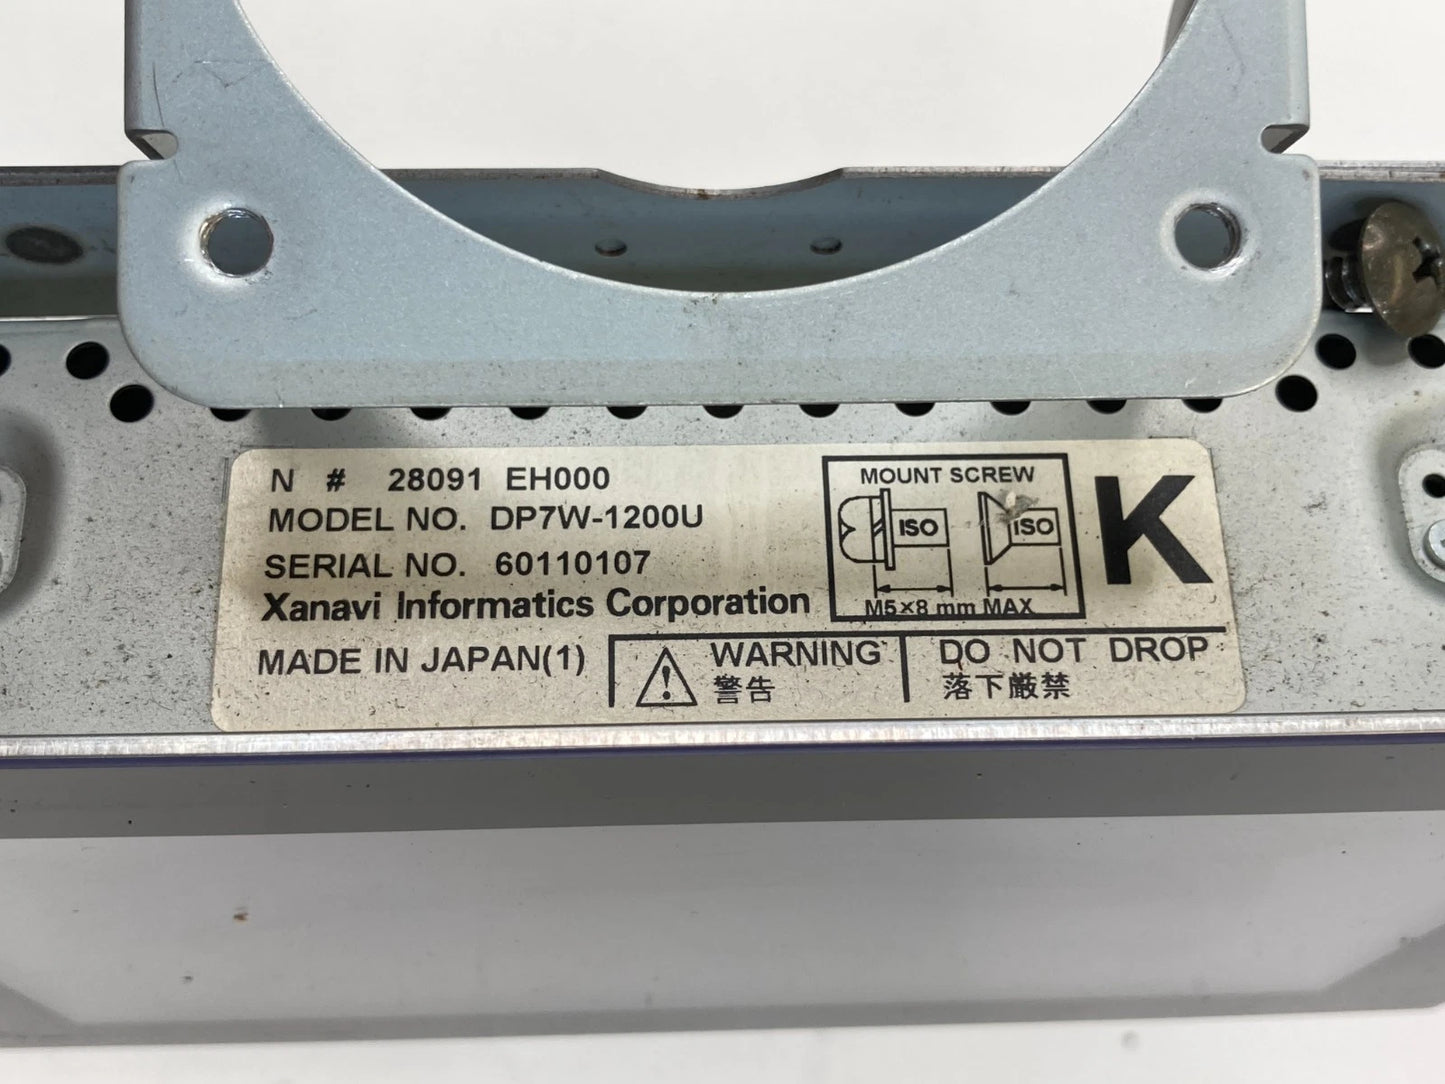 N # 28091 EH000
MODEL NO. DP7W-1200U
SERIAL NO. 60110107
Xanavi Informatics Corporation
MADE IN JAPAN(1)
MOUNT SCREW
ISO ISO
M5×8 mm MAX
K
WARNING
警告
DO NOT DROP
落下厳禁